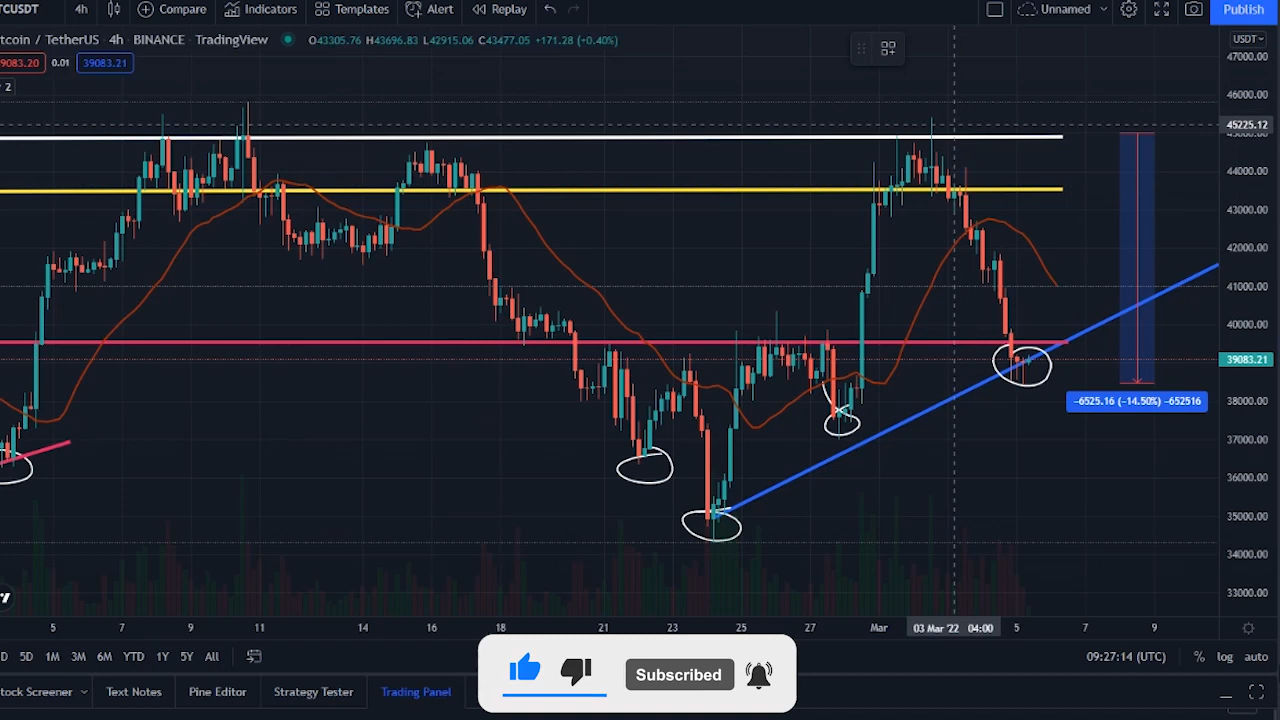 TCUSDT 4h Compare Indicators Templates Alert Replay Unnamed Publish
tcoin / TetherUS · 4h · BINANCE · TradingView O43305.76 H43696.83 L42915.06 C43477.05 +171.28 (+0.40%) USDT
9083.20 0.01 39083.21
2
47000.00
46000.00
45225.12
44000.00
43000.00
42000.00
41000.00
40000.00
39083.21
38000.00
-6525.16 (-14.50%) -652516
37000.00
36000.00
35000.00
34000.00
33000.00
5 7 9 11 14 16 18 21 23 25 27 Mar 03 Mar '22 04:00 5 7 9
D 5D 1M 3M 6M YTD 1Y 5Y All 09:27:14 (UTC) % log auto
Subscribed
tock Screener Text Notes Pine Editor Strategy Tester Trading Panel